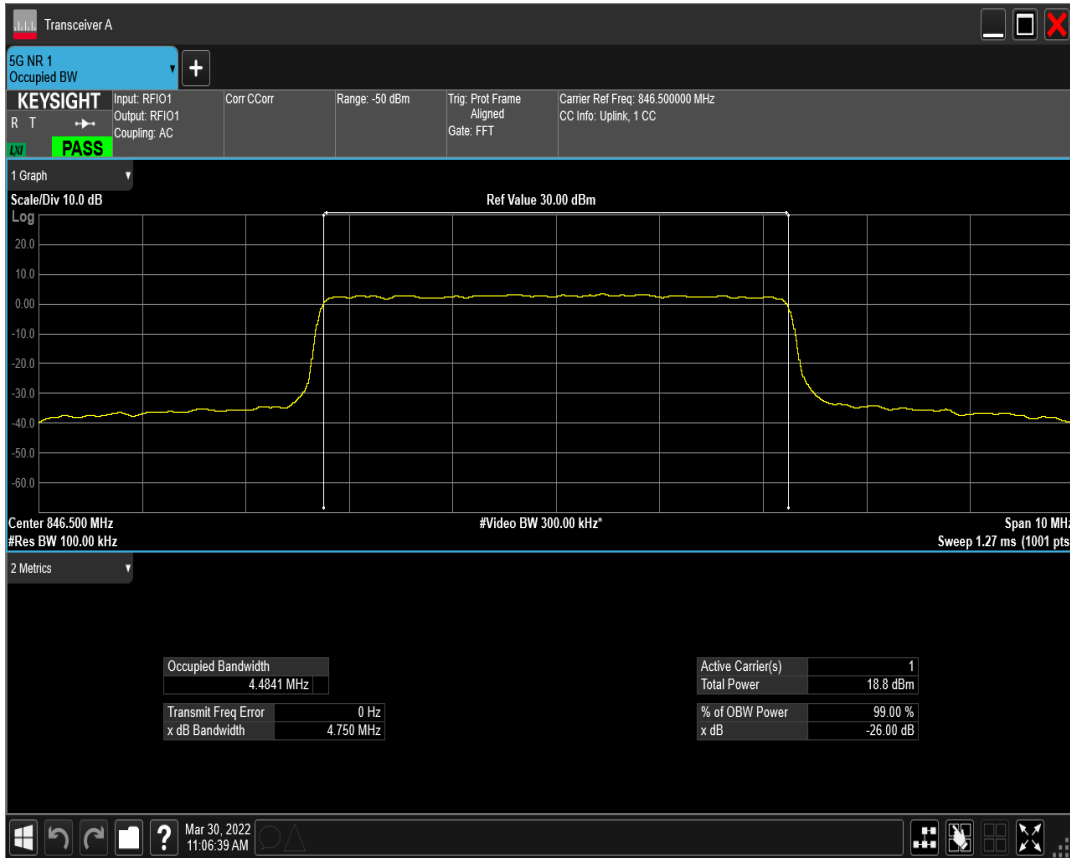 Transceiver A
5G NR 1
Occupied BW
KEYSIGHT
R T
LXI
PASS
Input: RFIO1
Output: RFIO1
Coupling: AC
Corr CCorr
Range: -50 dBm
Trig: Prot Frame
Aligned
Gate: FFT
Carrier Ref Freq: 846.500000 MHz
CC Info: Uplink, 1 CC
1 Graph
Scale/Div 10.0 dB
Ref Value 30.00 dBm
Log
20.0
10.0
0.00
-10.0
-20.0
-30.0
-40.0
-50.0
-60.0
Center 846.500 MHz
#Video BW 300.00 kHz*
Span 10 MHz
#Res BW 100.00 kHz
Sweep 1.27 ms (1001 pts
2 Metrics
Occupied Bandwidth
4.4841 MHz
Transmit Freq Error 0 Hz
x dB Bandwidth 4.750 MHz
Active Carrier(s) 1
Total Power 18.8 dBm
% of OBW Power 99.00 %
x dB -26.00 dB
?
Mar 30, 2022
11:06:39 AM